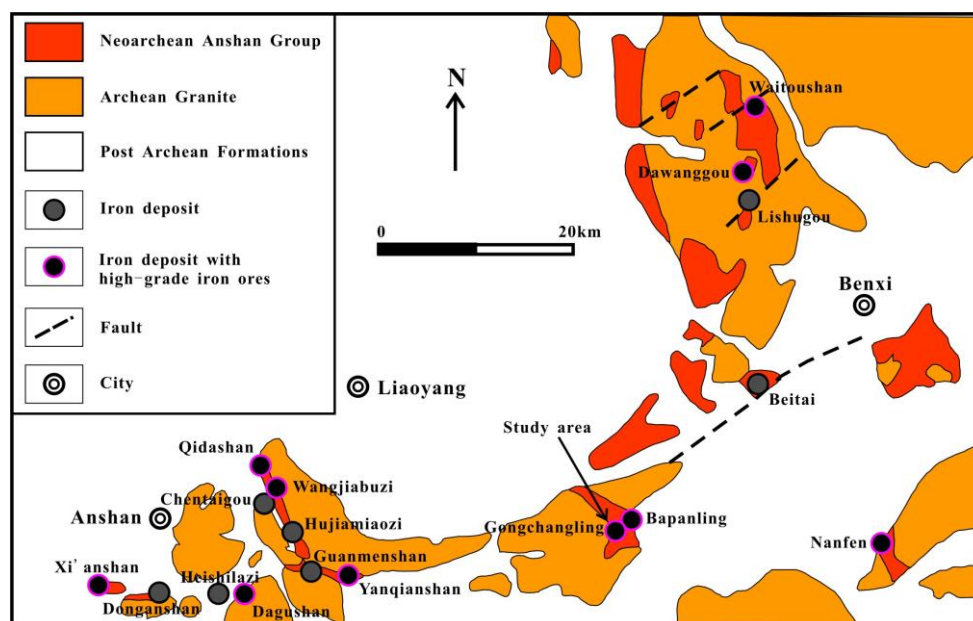 Neoarchean Anshan Group
Archean Granite
Post Archean Formations
Iron deposit
Iron deposit with
high-grade iron ores
Fault
City
N
0
20km
Waitoushan
Dawanggou
Lishugou
Benxi
Liaoyang
Beitai
Study area
Qidashan
Wangjiabuzi
Chentaigou
Anshan
Hujiamiaozi
Gongchangling
Bapanling
Nanfen
Guanmenshan
Xi' anshan
Heishilazi
Yanqianshan
Donganshan
Dagushan